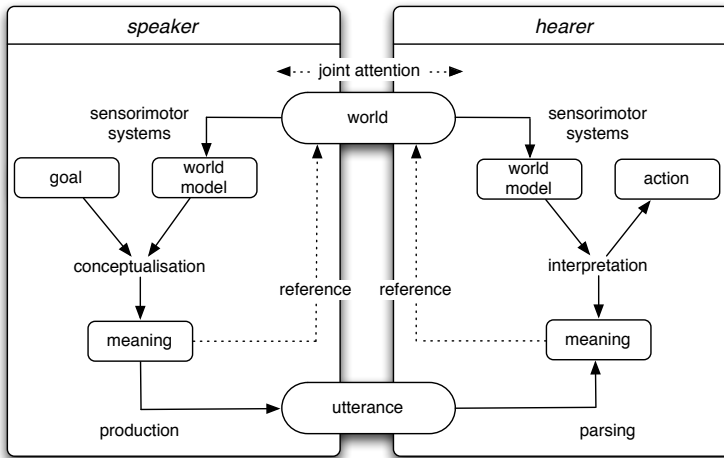 speaker
hearer
joint attention
world
sensorimotor
systems
sensorimotor
systems
goal
world
model
world
model
action
conceptualisation
interpretation
reference
reference
meaning
meaning
utterance
production
parsing